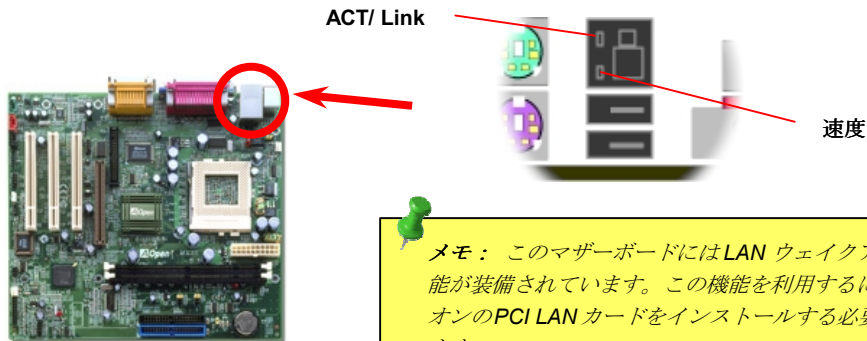 ACT/ Link
速度
AOpen
メモ： このマザーボードにはLAN ウェイクア
能が装備されています。この機能を利用するに
オンのPCI LAN カードをインストールする必要